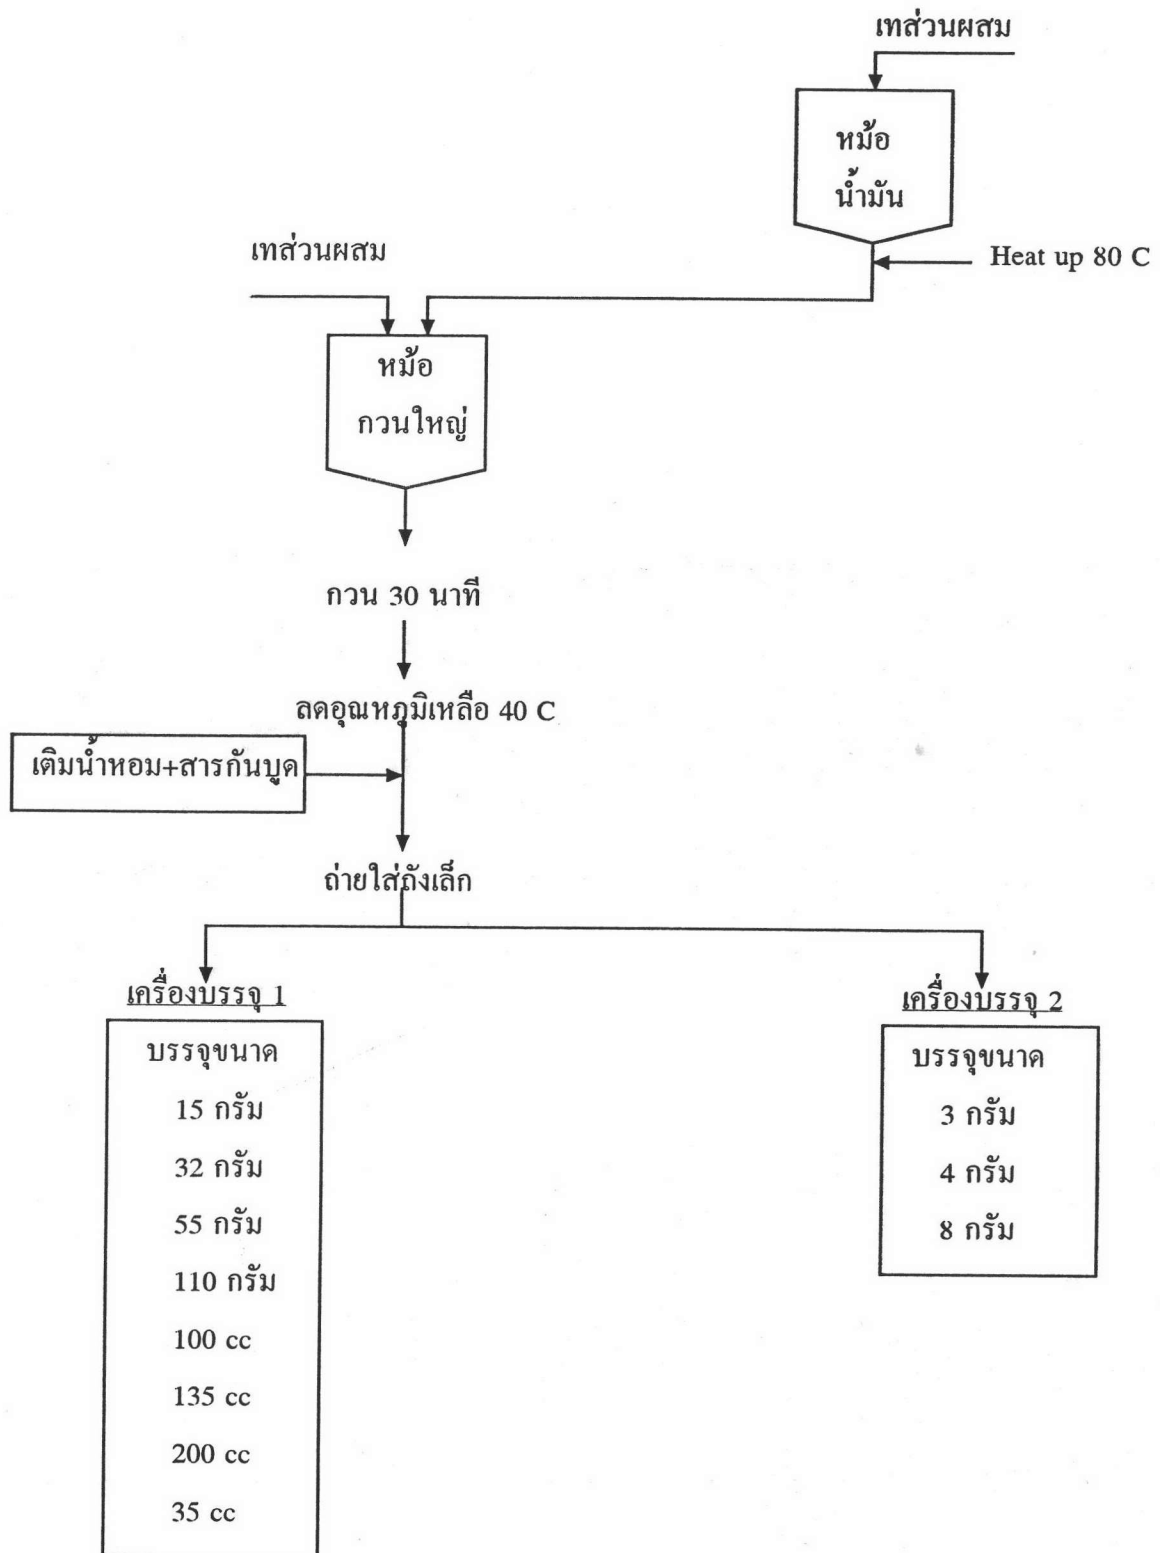 เทส่วนผสม
หม้อ
น้ำมัน
Heat up 80 C
เทส่วนผสม
หม้อ
กวนใหญ่
กวน 30 นาที
ลดอุณหภูมิเหลือ 40 C
เติมน้ำหอม+สารกันบูด
ถ่ายใส่ถังเล็ก
เครื่องบรรจุ 1
บรรจุขนาด
15 กรัม
32 กรัม
55 กรัม
110 กรัม
100 cc
135 cc
200 cc
35 cc
เครื่องบรรจุ 2
บรรจุขนาด
3 กรัม
4 กรัม
8 กรัม